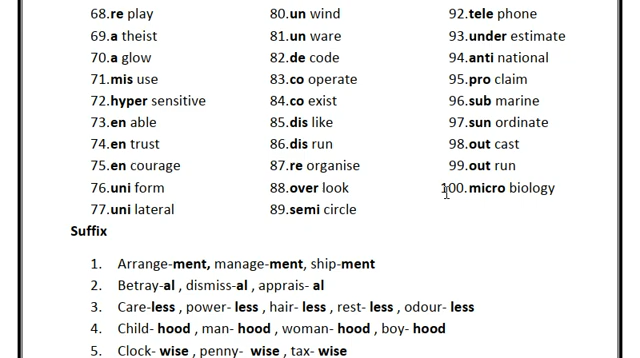 68.re play
69.a theist
70.a glow
71.mis use
72.hyper sensitive
73.en able
74.en trust
75.en courage
76.uni form
77.uni lateral
80.un wind
81.un ware
82.de code
83.co operate
84.co exist
85.dis like
86.dis run
87.re organise
88.over look
89.semi circle
92.tele phone
93.under estimate
94.anti national
95.pro claim
96.sub marine
97.sun ordinate
98.out cast
99.out run
100.micro biology
Suffix
1. Arrange-ment, manage-ment, ship-ment
2. Betray-al , dismiss-al , apprais- al
3. Care-less , power- less , hair- less , rest- less , odour- less
4. Child- hood , man- hood , woman- hood , boy- hood
5. Clock- wise , penny- wise , tax- wise